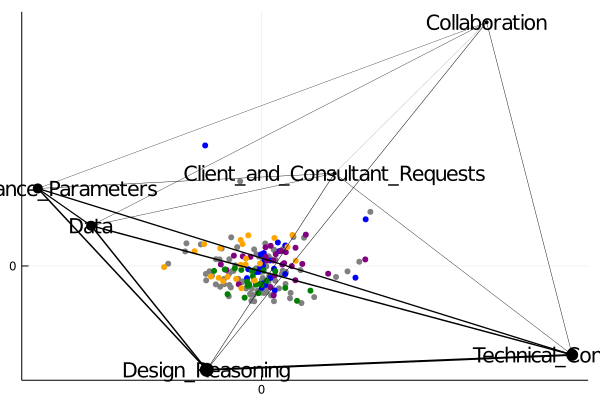 Collaboration
Client_and_Consultant_Requests
ance_Parameters
Data
0
Technical_Con
Design_Reasoning
0